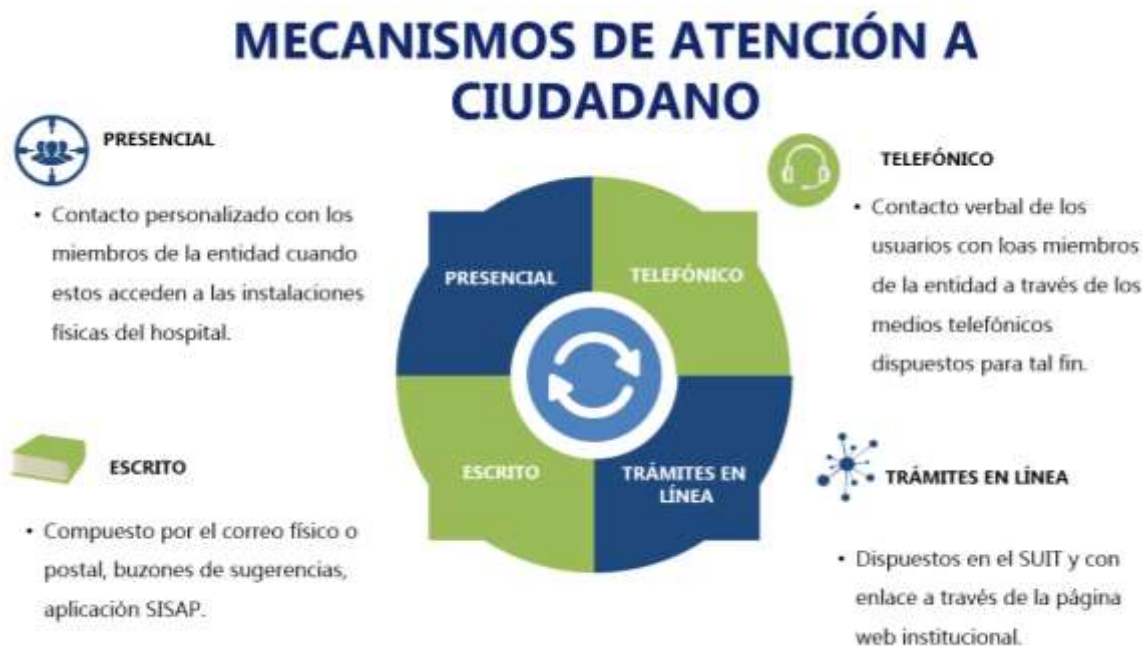 MECANISMOS DE ATENCIÓN A
CIUDADANO
PRESENCIAL
• Contacto personalizado con los
miembros de la entidad cuando
estos acceden a las instalaciones
físicas del hospital.
TELEFÓNICO
• Contacto verbal de los
usuarios con loas miembros
de la entidad a través de los
medios telefónicos
dispuestos para tal fin.
PRESENCIAL
TELEFÓNICO
ESCRITO
TRÁMITES EN
LÍNEA
ESCRITO
• Compuesto por el correo físico o
postal, buzones de sugerencias,
aplicación SISAP.
TRÁMITES EN LÍNEA
• Dispuestos en el SUIT y con
enlace a través de la página
web institucional.